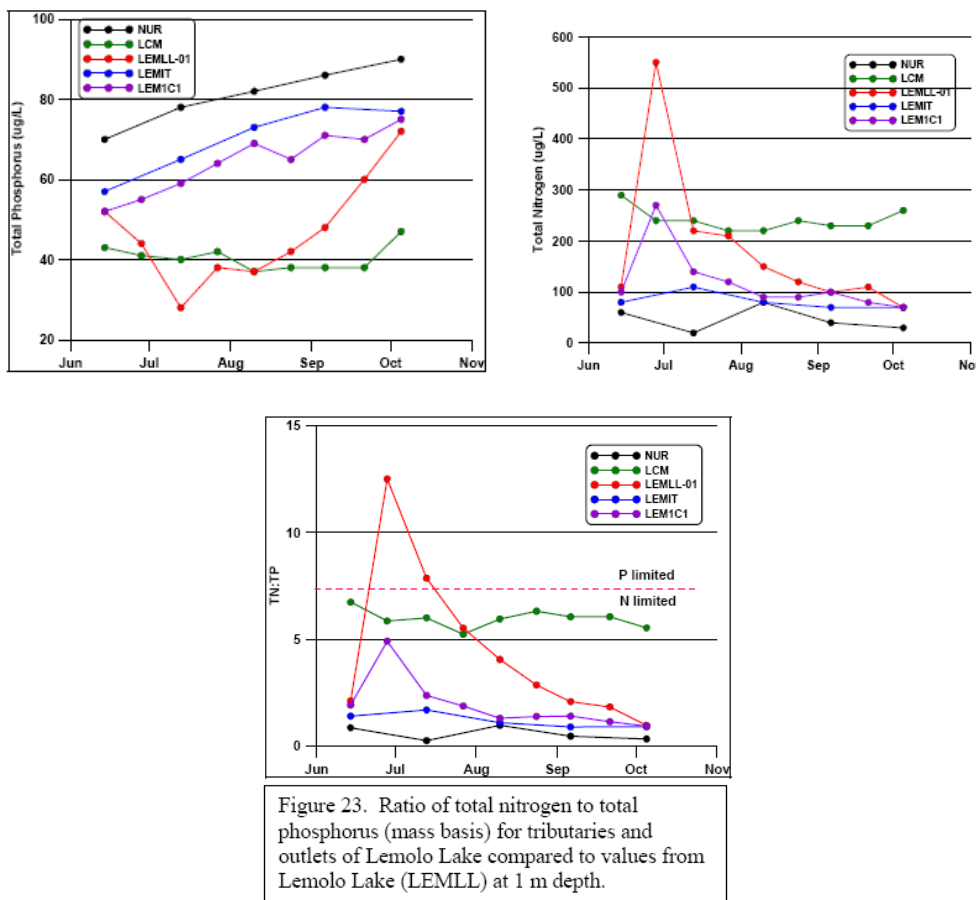 100
80
60
40
20
Total Phosphorus (ug/L)
NUR
LCM
LEMLL-01
LEMIT
LEM1C1
Jun Jul Aug Sep Oct Nov
600
500
400
300
200
100
0
Total Nitrogen (ug/L)
NUR
LCM
LEMLL-01
LEMIT
LEM1C1
Jun Jul Aug Sep Oct No
15
10
5
0
TN:TP
NUR
LCM
LEMLL-01
LEMIT
LEM1C1
P limited
N limited
Jun Jul Aug Sep Oct Nov
Figure 23. Ratio of total nitrogen to total
phosphorus (mass basis) for tributaries and
outlets of Lemolo Lake compared to values from
Lemolo Lake (LEMLL) at 1 m depth.